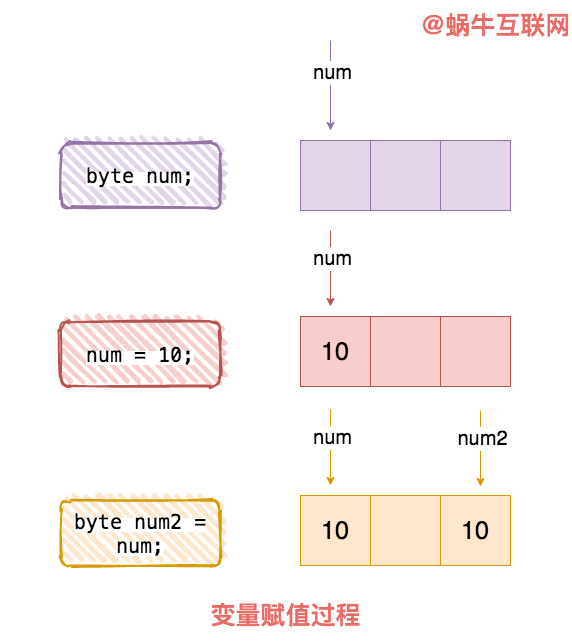 @蜗牛互联网
num
byte num;
num
num = 10;
10
num num2
byte num2 =
num;
10 10
变量赋值过程